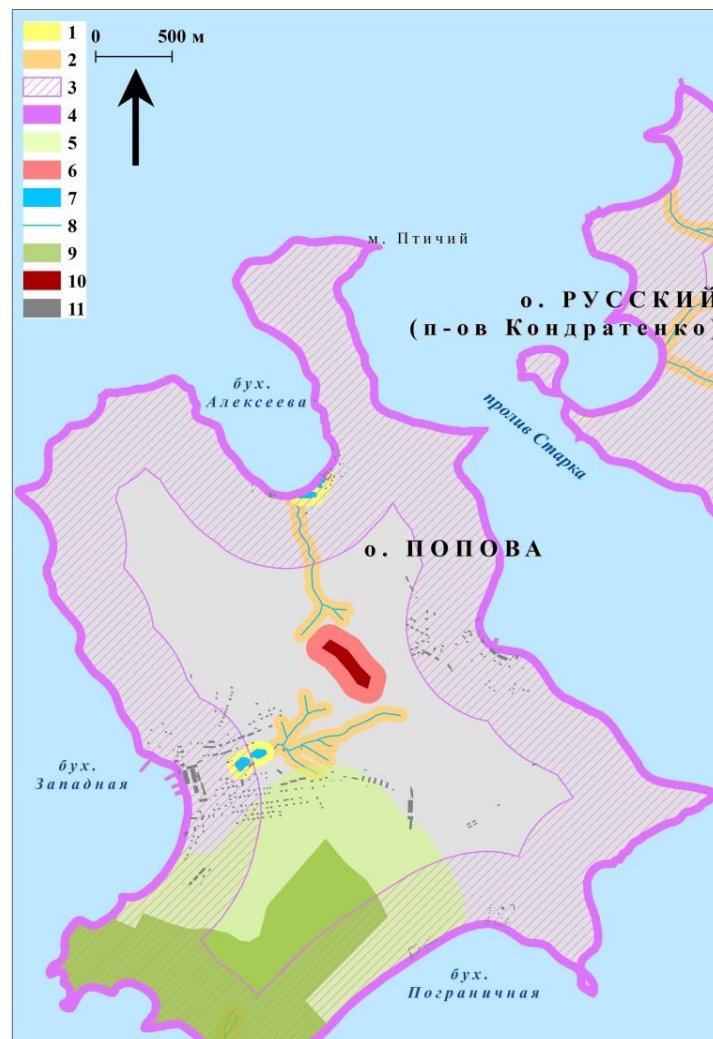 1
2
3
4
5
6
7
8
9
10
11
0 500 м
м. Птичий
о. РУССКИЙ
(п-ов Кондратенко)
бух.
Алексеева
пролив Старка
о. ПОПОВА
бух.
Западная
бух.
Пограничная